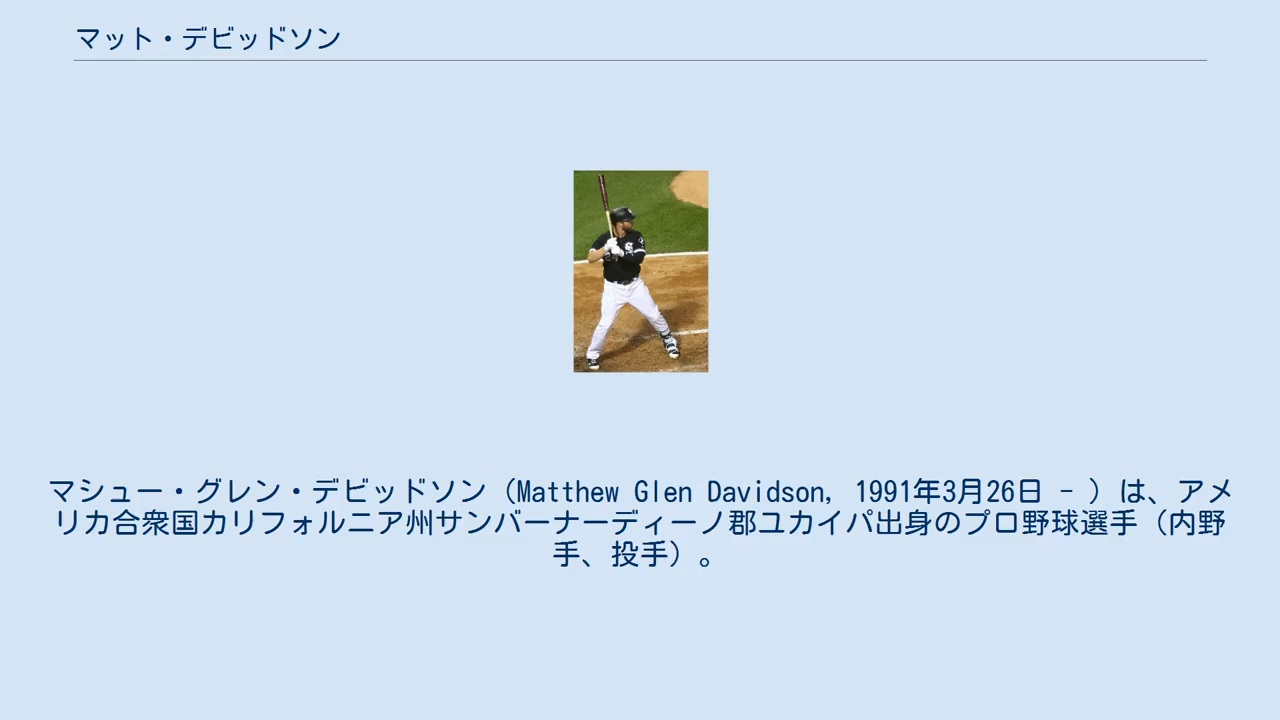 マット・デビッドソン
マシュー・グレン・デビッドソン（Matthew Glen Davidson, 1991年3月26日 - ）は、アメ
リカ合衆国カリフォルニア州サンバーナーディーノ郡ユカイパ出身のプロ野球選手（内野
手、投手）。